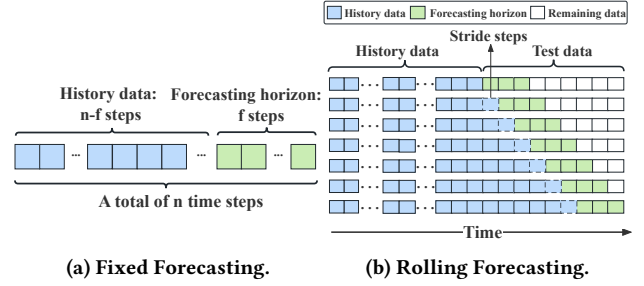 History data Forecasting horizon Remaining data
Stride steps
History data Test data
History data: Forecasting horizon:
n-f steps f steps
... ... ...
... ...
... ...
... ...
... ...
... ...
... ...
... ...
A total of n time steps
Time
(a) Fixed Forecasting. (b) Rolling Forecasting.